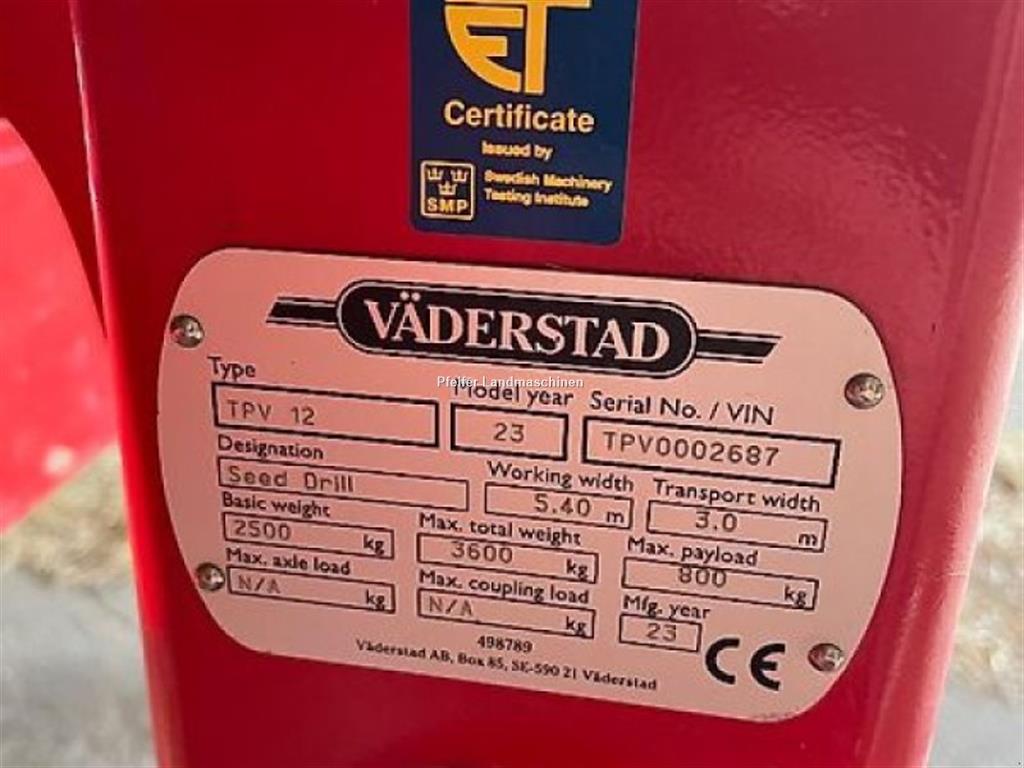 ET
Certificate
Issued by
Swedish Machinery
Testing Institute
SMP
VÄDERSTAD
Pfeifer Landmaschinen
Type Model year Serial No. / VIN
TPV 12 23 TPV0002687
Designation Working width Transport width
Seed Drill 5.40 m 3.0 m
Basic weight Max. total weight Max. payload
2500 kg 3600 kg 800 kg
Max. axle load Max. coupling load Mfg. year
N/A kg N/A kg 23
CE
498789
Väderstad AB, Box 85, SE-590 21 Väderstad